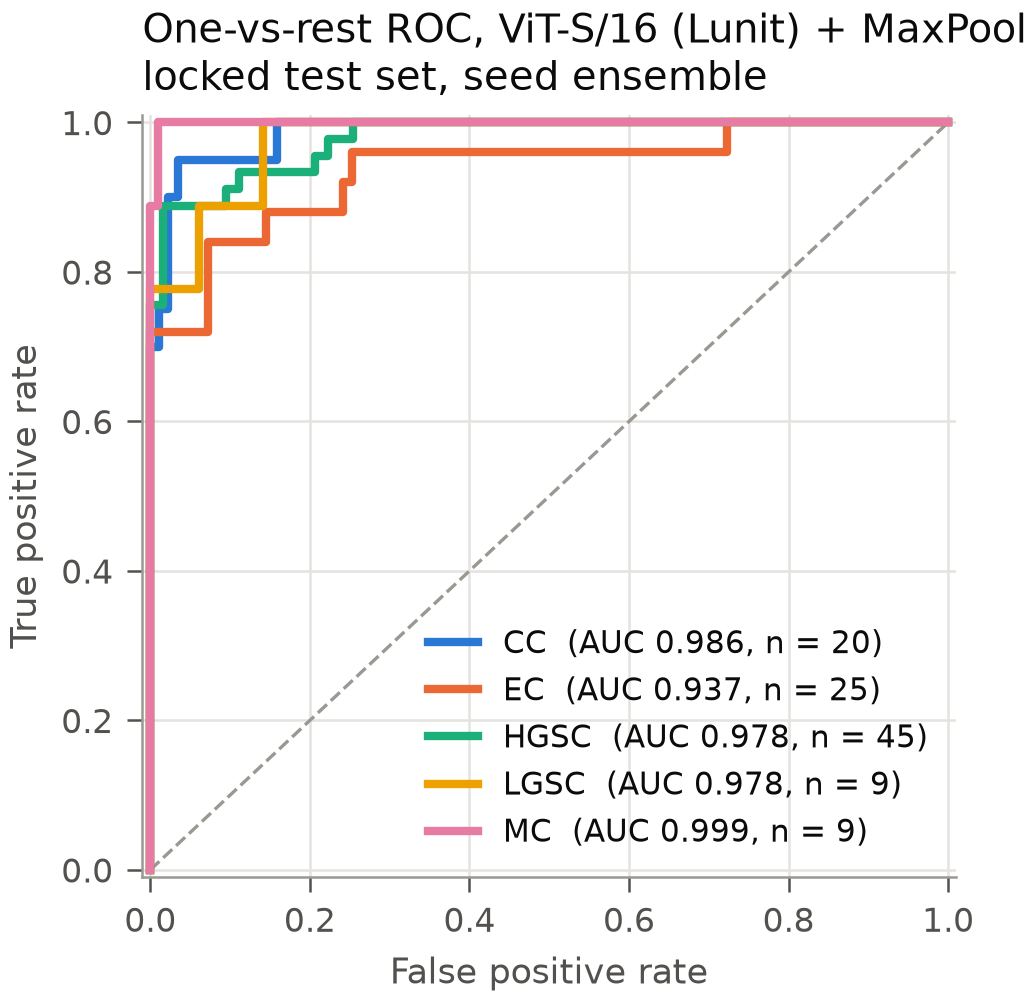 One-vs-rest ROC, ViT-S/16 (Lunit) + MaxPool
locked test set, seed ensemble
1.0
0.8
0.6
0.4
0.2
0.0
True positive rate
CC (AUC 0.986, n = 20)
EC (AUC 0.937, n = 25)
HGSC (AUC 0.978, n = 45)
LGSC (AUC 0.978, n = 9)
MC (AUC 0.999, n = 9)
0.0 0.2 0.4 0.6 0.8 1.0
False positive rate